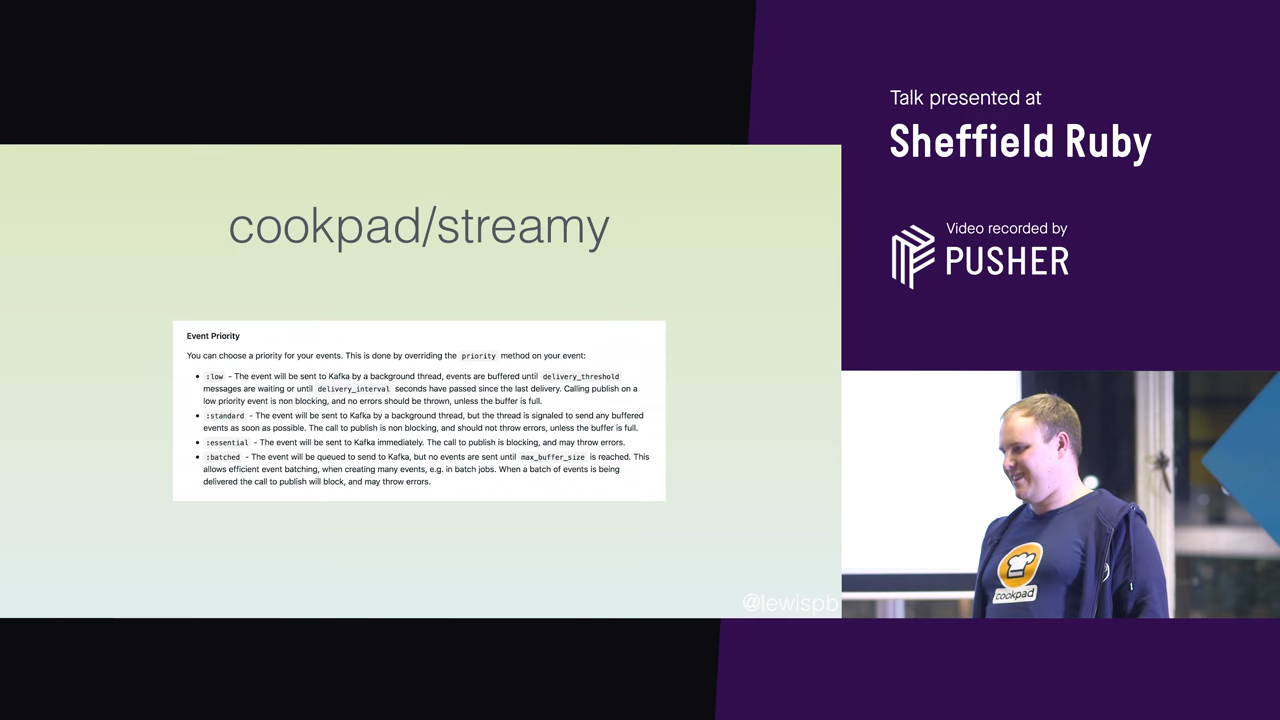 Talk presented at
Sheffield Ruby
Video recorded by
PUSHER
cookpad/streamy
Event Priority
You can choose a priority for your events. This is done by overriding the priority method on your event:
• :low - The event will be sent to Kafka by a background thread, events are buffered until delivery_threshold
messages are waiting or until delivery_interval seconds have passed since the last delivery. Calling publish on a
low priority event is non blocking, and no errors should be thrown, unless the buffer is full.
• :standard - The event will be sent to Kafka by a background thread, but the thread is signaled to send any buffered
events as soon as possible. The call to publish is non blocking, and should not throw errors, unless the buffer is full.
• :essential - The event will be sent to Kafka immediately. The call to publish is blocking, and may throw errors.
• :batched - The event will be queued to send to Kafka, but no events are sent until max_buffer_size is reached. This
allows efficient event batching, when creating many events, e.g. in batch jobs. When a batch of events is being
delivered the call to publish will block, and may throw errors.
@lewispb
cookpad